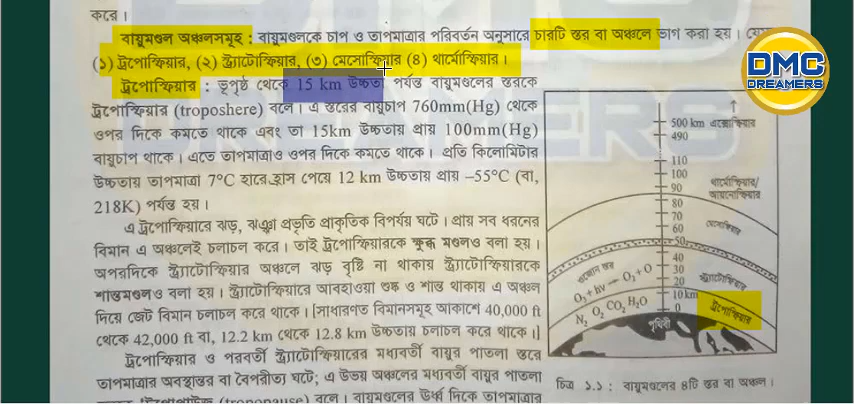 করে।
বায়ুমণ্ডল অঞ্চলসমূহ : বায়ুমণ্ডলকে চাপ ও তাপমাত্রার পরিবর্তন অনুসারে চারটি স্তর বা অঞ্চলে ভাগ করা হয়।
(১) ট্রপোস্ফিয়ার, (২) স্ট্র্যাটোস্ফিয়ার, (৩) মেসোস্ফিয়ার (৪) থার্মোস্ফিয়ার।
ট্রপোস্ফিয়ার : ভূপৃষ্ঠ থেকে 15 km উচ্চতা পর্যন্ত বায়ুমণ্ডলের স্তরকে
ট্রপোস্ফিয়ার (troposhere) বলে। এ স্তরের বায়ুচাপ 760mm(Hg) থেকে
ওপর দিকে কমতে থাকে এবং তা 15km উচ্চতায় প্রায় 100mm(Hg)
বায়ুচাপ থাকে। এতে তাপমাত্রাও ওপর দিকে কমতে থাকে। প্রতি কিলোমিটার
উচ্চতায় তাপমাত্রা 7°C হারে হ্রাস পেয়ে 12 km উচ্চতায় প্রায় –55°C (বা,
218K) পর্যন্ত হয়।
এ ট্রপোস্ফিয়ারে ঝড়, ঝঞ্ঝা প্রভৃতি প্রাকৃতিক বিপর্যয় ঘটে। প্রায় সব ধরনের
বিমান এ অঞ্চলেই চলাচল করে। তাই ট্রপোস্ফিয়ারকে ক্ষুব্ধ মণ্ডলও বলা হয়।
অপরদিকে স্ট্র্যাটোস্ফিয়ার অঞ্চলে ঝড় বৃষ্টি না থাকায় স্ট্র্যাটোস্ফিয়ারকে
শান্তমণ্ডলও বলা হয়। স্ট্র্যাটোস্ফিয়ারে আবহাওয়া শুষ্ক ও শান্ত থাকায় এ অঞ্চল
দিয়ে জেট বিমান চলাচল করে থাকে। [সাধারণত বিমানসমূহ আকাশে 40,000 ft
থেকে 42,000 ft বা, 12.2 km থেকে 12.8 km উচ্চতায় চলাচল করে থাকে।]
ট্রপোস্ফিয়ার ও পরবর্তী স্ট্র্যাটোস্ফিয়ারের মধ্যবর্তী বায়ুর পাতলা স্তরে
তাপমাত্রার অবস্থান্তর বা বৈপরীত্য ঘটে; এ উভয় অঞ্চলের মধ্যবর্তী বায়ুর পাতলা
(tropopause) বলে। বায়ুমণ্ডলের ঊর্ধ্ব দিকে তাপমাত্রার
DMC
DREAMERS
500 km এক্সোস্ফিয়ার
490
110
100
90
থার্মোস্ফিয়ার/
আয়নোস্ফিয়ার
80
70
60
মেসোস্ফিয়ার
50
40
30
20
ওজোন স্তর
O₃ + hν → O₂ + O
স্ট্র্যাটোস্ফিয়ার
10 km
0
N₂ O₂ CO₂ H₂O
ট্রপোস্ফিয়ার
পৃথিবী
চিত্র ১.১ : বায়ুমণ্ডলের ৪টি স্তর বা অঞ্চল।